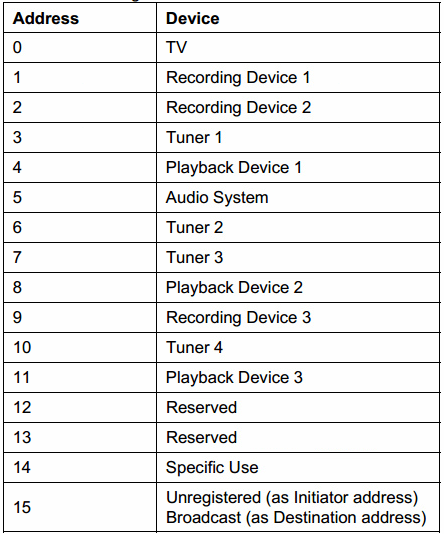 Address Device
0 TV
1 Recording Device 1
2 Recording Device 2
3 Tuner 1
4 Playback Device 1
5 Audio System
6 Tuner 2
7 Tuner 3
8 Playback Device 2
9 Recording Device 3
10 Tuner 4
11 Playback Device 3
12 Reserved
13 Reserved
14 Specific Use
15 Unregistered (as Initiator address)
Broadcast (as Destination address)